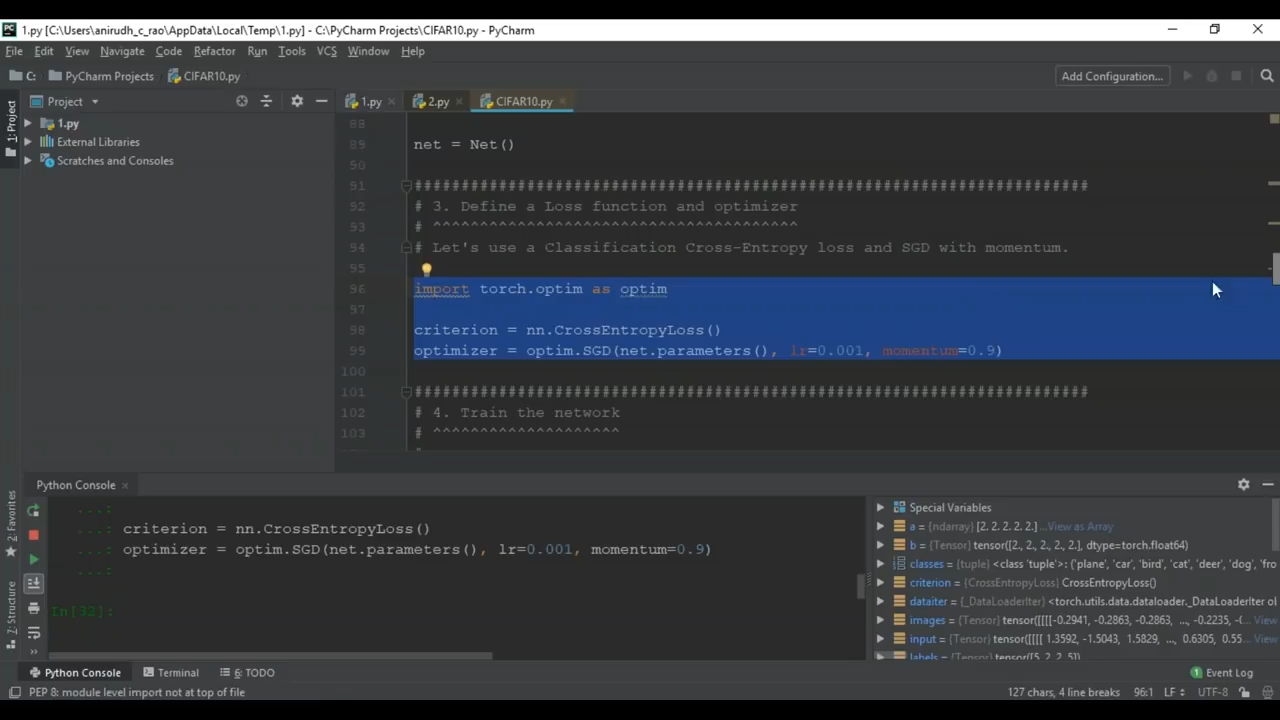 1.py [C:\Users\anirudh_c_rao\AppData\Local\Temp\1.py] - C:\PyCharm Projects\CIFAR10.py - PyCharm
File Edit View Navigate Code Refactor Run Tools VCS Window Help
C: PyCharm Projects CIFAR10.py Add Configuration...
1: Project
Project
1.py
External Libraries
Scratches and Consoles
1.py 2.py CIFAR10.py
88
89 net = Net()
90
91 #########################################################################
92 # 3. Define a Loss function and optimizer
93 # ^^^^^^^^^^^^^^^^^^^^^^^^^^^^^^^^^^^^^^^
94 # Let's use a Classification Cross-Entropy loss and SGD with momentum.
95
96 import torch.optim as optim
97
98 criterion = nn.CrossEntropyLoss()
99 optimizer = optim.SGD(net.parameters(), lr=0.001, momentum=0.9)
100
101 #########################################################################
102 # 4. Train the network
103 # ^^^^^^^^^^^^^^^^^^^^
2: Favorites
7: Structure
Python Console
...:
...: criterion = nn.CrossEntropyLoss()
...: optimizer = optim.SGD(net.parameters(), lr=0.001, momentum=0.9)
...:
In[32]:
Special Variables
a = {ndarray} [2. 2. 2. 2. 2.] ...View as Array
b = {Tensor} tensor([2., 2., 2., 2., 2.], dtype=torch.float64)
classes = {tuple} <class 'tuple'>: ('plane', 'car', 'bird', 'cat', 'deer', 'dog', 'fro
criterion = {CrossEntropyLoss} CrossEntropyLoss()
dataiter = {_DataLoaderIter} <torch.utils.data.dataloader._DataLoaderIter ol
images = {Tensor} tensor([[[[-0.2941, -0.2863, -0.2863, ..., -0.2235, -( ... View
input = {Tensor} tensor([[[[ 1.3592, -1.5043, 1.5829, ..., 0.6305, 0.55 ... View
labels = {Tensor} tensor([5, 2, 2, 5])
Python Console Terminal 6: TODO 1 Event Log
PEP 8: module level import not at top of file 127 chars, 4 line breaks 96:1 LF UTF-8